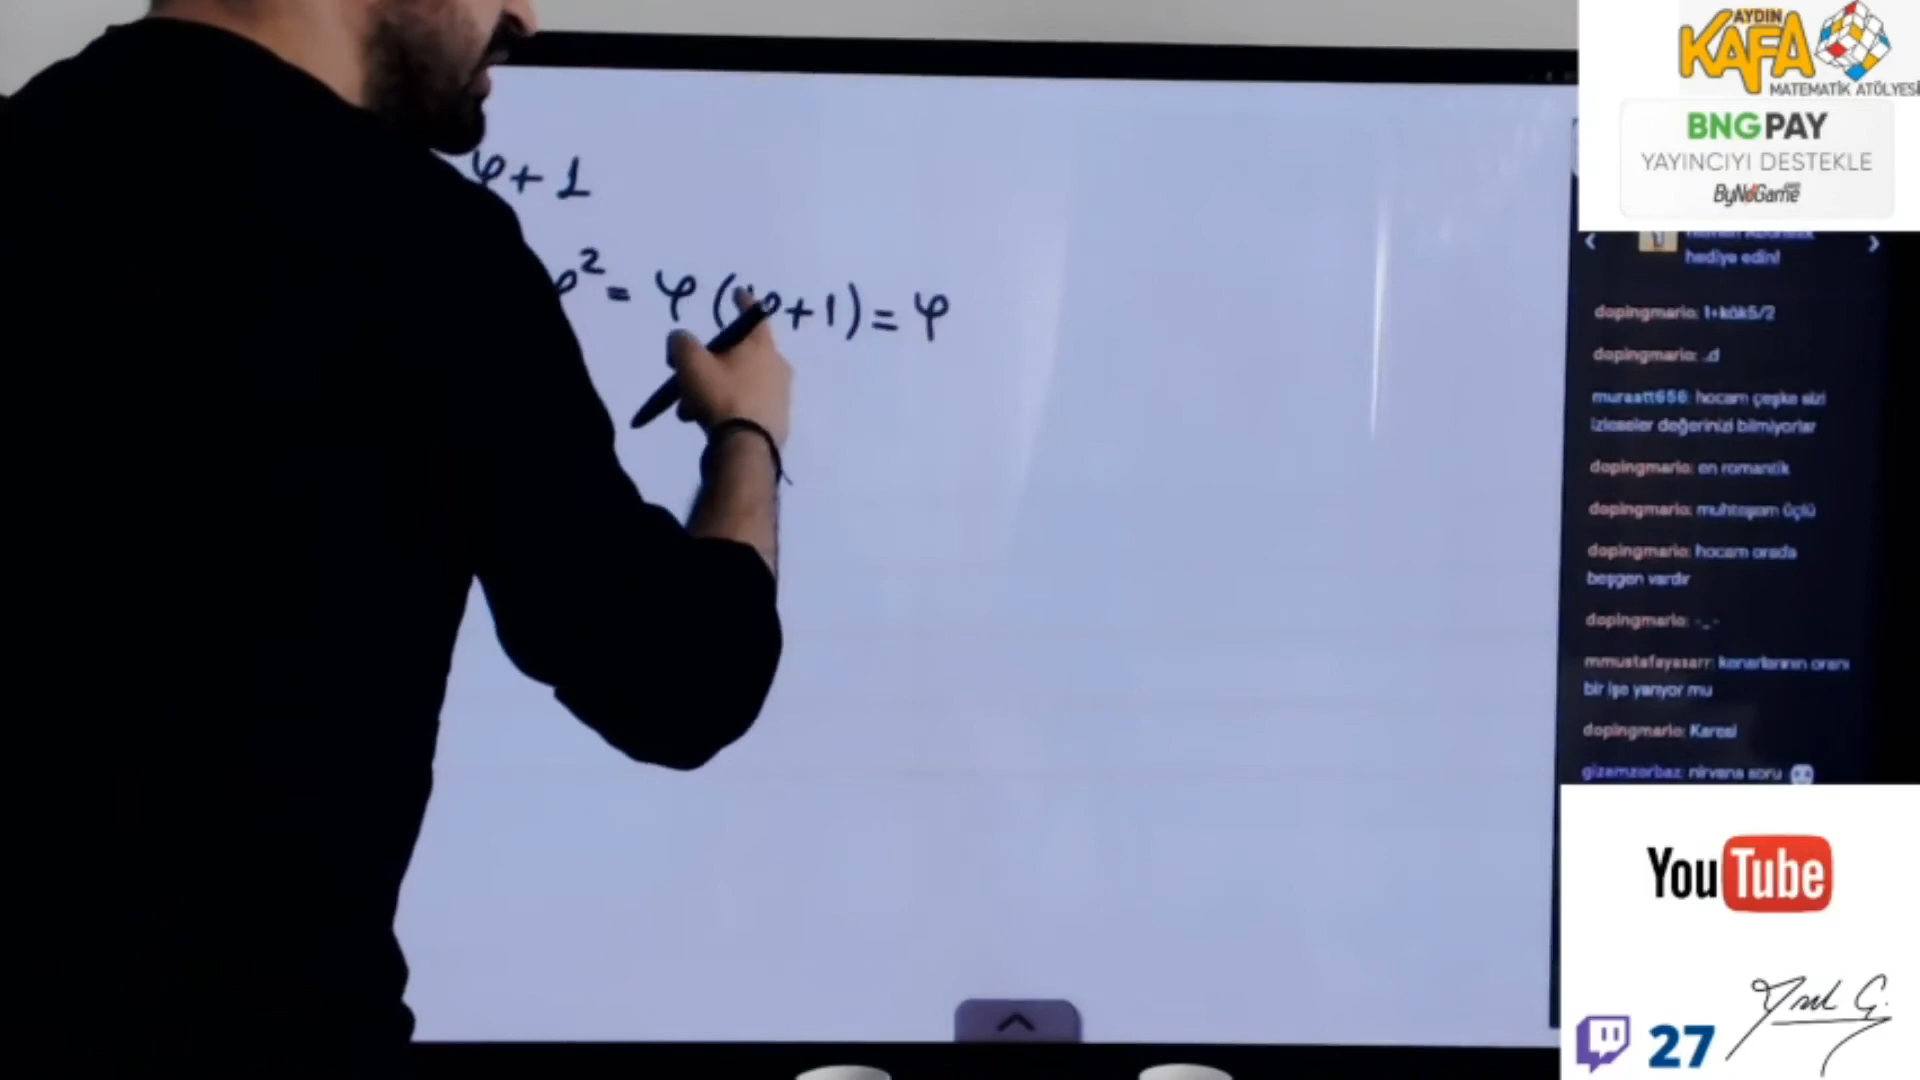 φ+1
φ² = φ(φ+1) = φ
AYDIN
KAFA
MATEMATİK ATÖLYESİ
BNGPAY
YAYINCIYI DESTEKLE
ByNoGame
hediye edin!
dopingmario: 1+kök5/2
dopingmario: ..d
muraatt656: hocam çeşke sizi
izleseler değerinizi bilmiyorlar
dopingmario: en romantik
dopingmario: muhteşem üçlü
dopingmario: hocam orada
beşgen vardır
dopingmario: -_-
mmustafayasarr: kenarlarının oranı
bir işe yarıyor mu
dopingmario: Karesi
gizemzorbaz: nirvana soru
YouTube
27